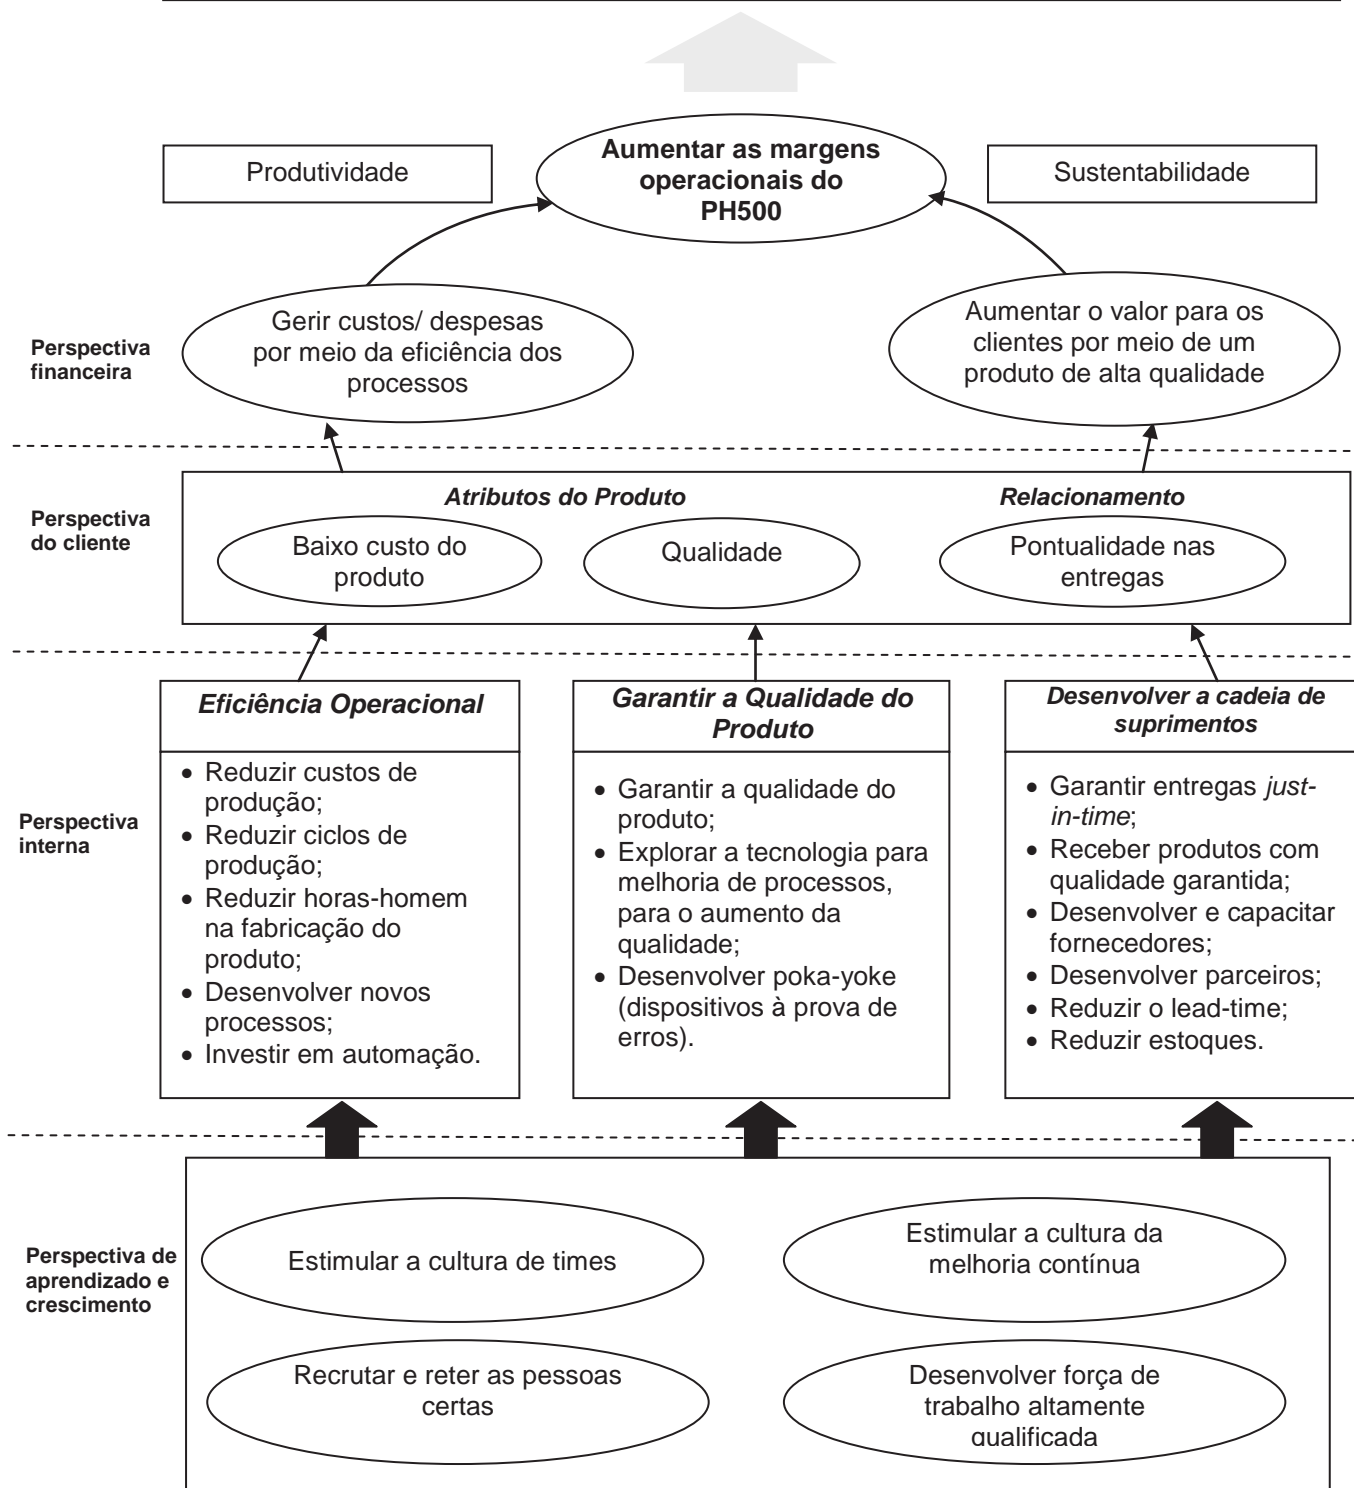 Produtividade
Aumentar as margens
operacionais do
PH500
Sustentabilidade
Perspectiva
financeira
Gerir custos/ despesas
por meio da eficiência dos
processos
Aumentar o valor para os
clientes por meio de um
produto de alta qualidade
Perspectiva
do cliente
Atributos do Produto
Relacionamento
Baixo custo do
produto
Qualidade
Pontualidade nas
entregas
Perspectiva
interna
Eficiência Operacional
• Reduzir custos de
produção;
• Reduzir ciclos de
produção;
• Reduzir horas-homem
na fabricação do
produto;
• Desenvolver novos
processos;
• Investir em automação.
Garantir a Qualidade do
Produto
• Garantir a qualidade do
produto;
• Explorar a tecnologia para
melhoria de processos,
para o aumento da
qualidade;
• Desenvolver poka-yoke
(dispositivos à prova de
erros).
Desenvolver a cadeia de
suprimentos
• Garantir entregas just-
in-time;
• Receber produtos com
qualidade garantida;
• Desenvolver e capacitar
fornecedores;
• Desenvolver parceiros;
• Reduzir o lead-time;
• Reduzir estoques.
Perspectiva de
aprendizado e
crescimento
Estimular a cultura de times
Estimular a cultura da
melhoria contínua
Recrutar e reter as pessoas
certas
Desenvolver força de
trabalho altamente
qualificada